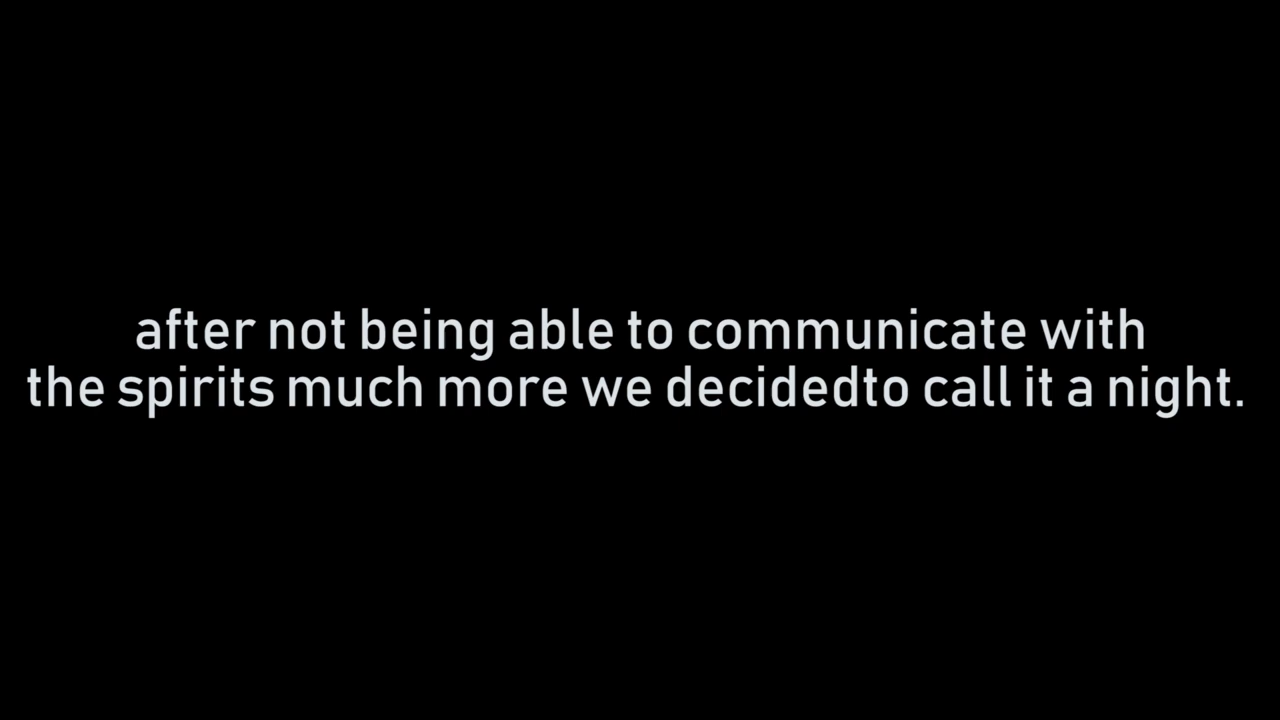 after not being able to communicate with
the spirits much more we decidedto call it a night.